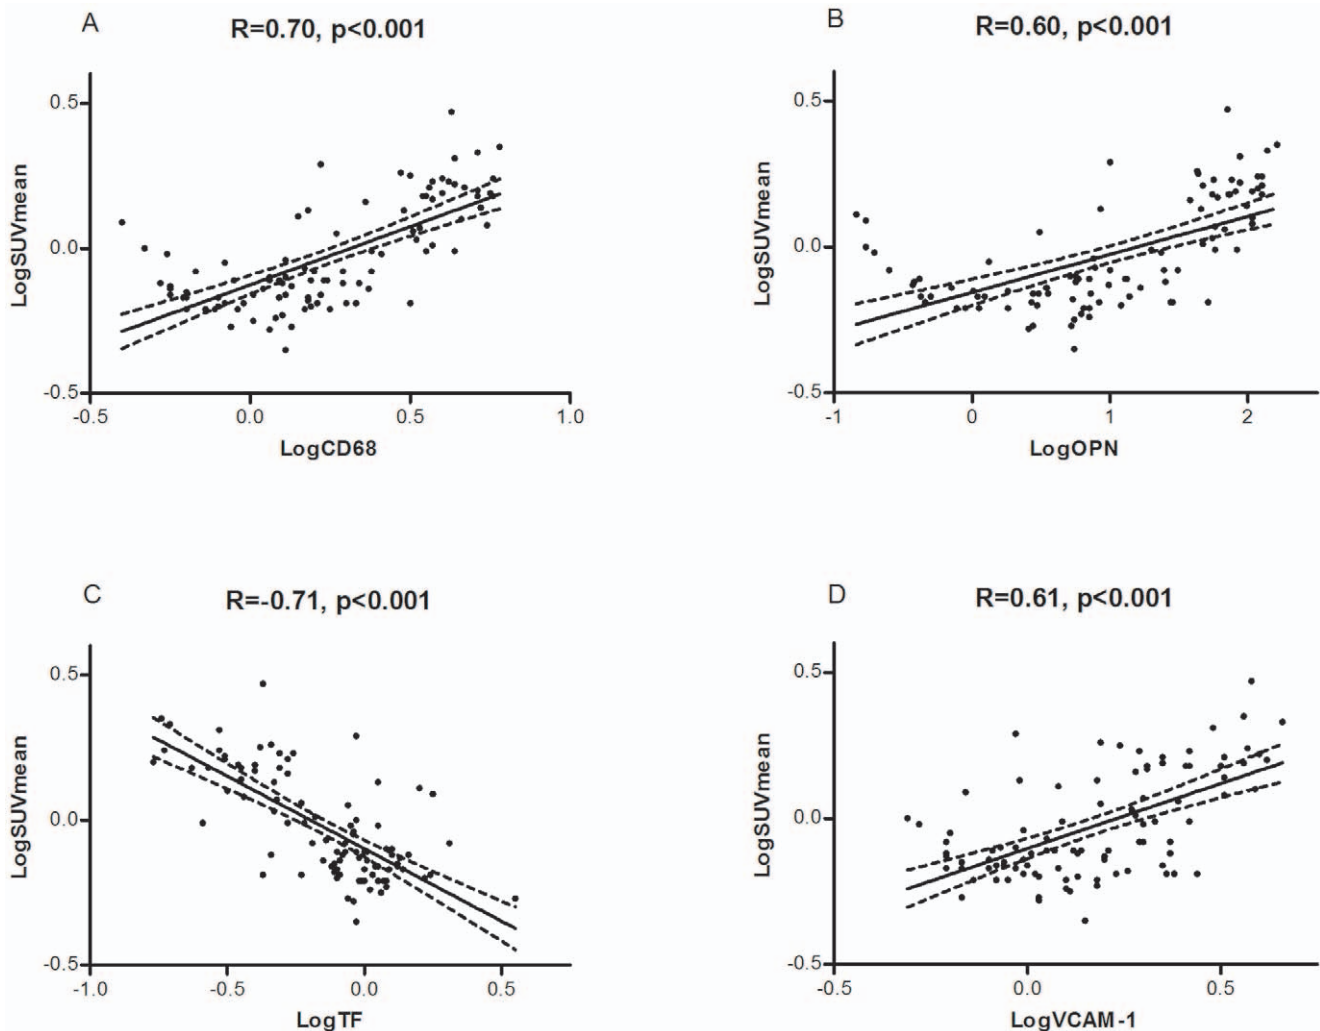 A
R=0.70, p<0.001
LogSUVmean
0.5
0.0
-0.5
-0.5 0.0 0.5 1.0
LogCD68
B
R=0.60, p<0.001
LogSUVmean
0.5
0.0
-0.5
-1 0 1 2
LogOPN
C
R=-0.71, p<0.001
LogSUVmean
0.5
0.0
-0.5
-1.0 -0.5 0.0 0.5
LogTF
D
R=0.61, p<0.001
LogSUVmean
0.5
0.0
-0.5
-0.5 0.0 0.5
LogVCAM-1